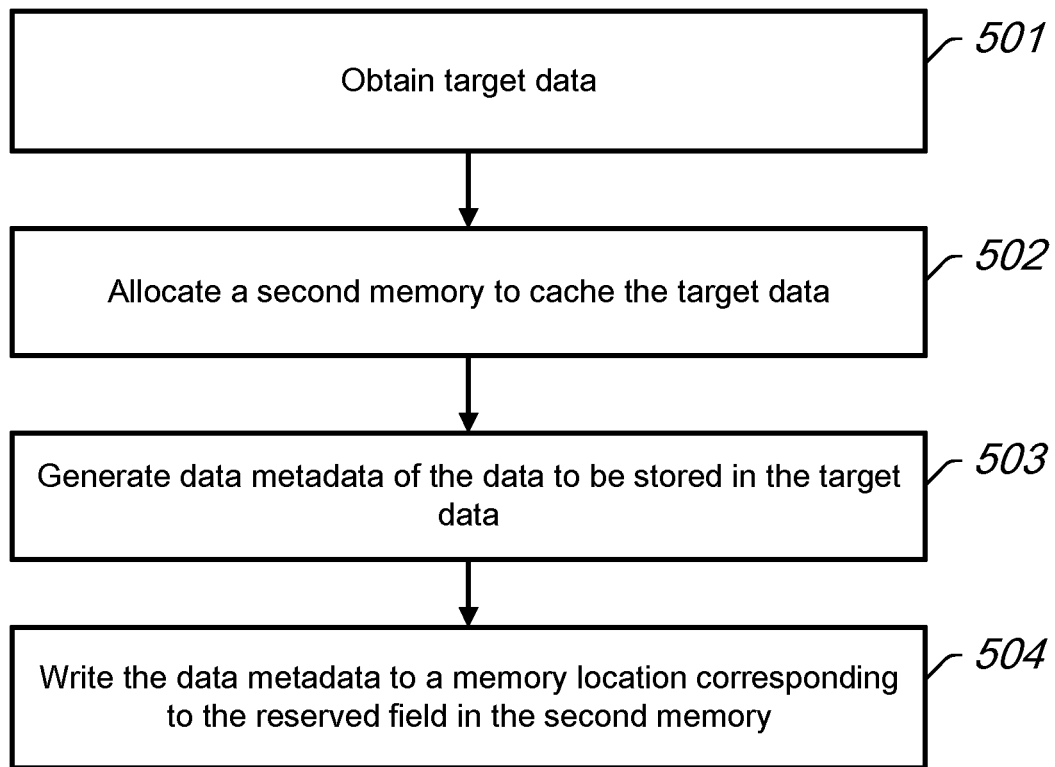 Obtain target data
501
Allocate a second memory to cache the target data
502
Generate data metadata of the data to be stored in the target
data
503
Write the data metadata to a memory location corresponding
to the reserved field in the second memory
504